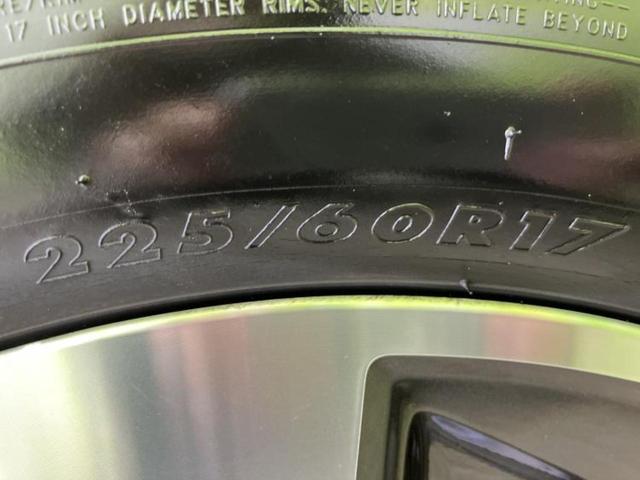 17 INCH DIAMETER RIMS. NEVER INFLATE BEYOND
225/60R17